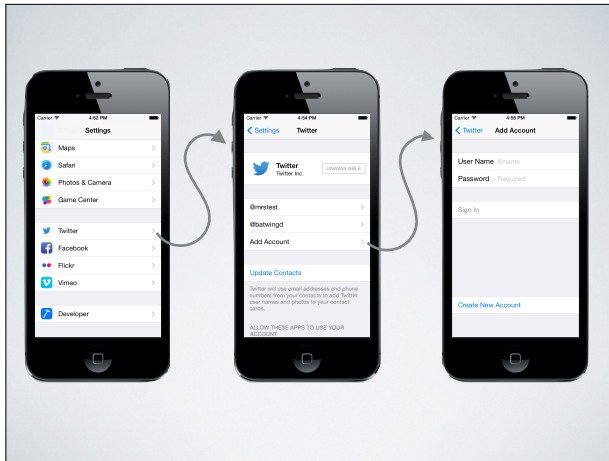 Carrier 4:52 PM
Settings
Maps
Safari
Photos & Camera
Game Center
Twitter
Facebook
Flickr
Vimeo
Developer
Carrier 4:54 PM
Settings Twitter
Twitter
Twitter Inc.
UNAVAILABLE
@mrstest
@batwingd
Add Account
Update Contacts
Twitter will use email addresses and phone
numbers from your contacts to add Twitter
user names and photos to your contact
cards.
ALLOW THESE APPS TO USE YOUR
ACCOUNT
Carrier 4:55 PM
Twitter Add Account
User Name @name
Password Required
Sign In
Create New Account